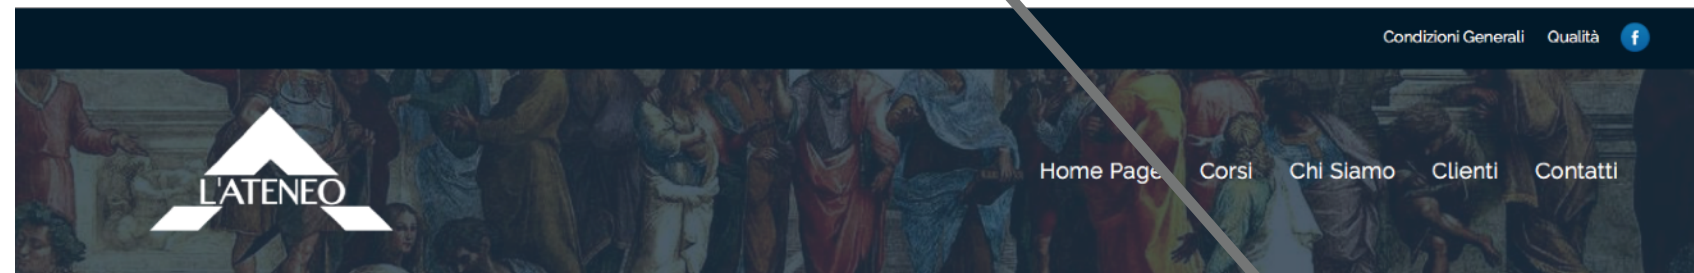 Condizioni Generali Qualità f
L'ATENEO
Home Page Corsi Chi Siamo Clienti Contatti